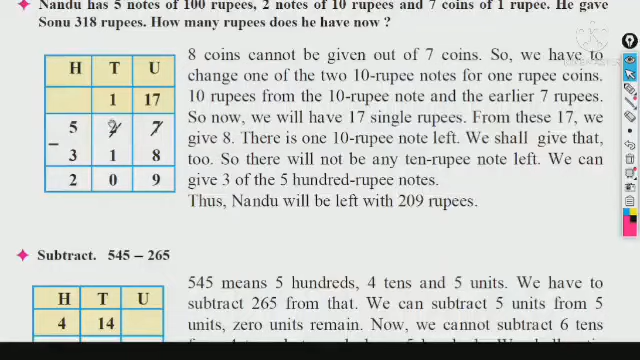 Nandu has 5 notes of 100 rupees, 2 notes of 10 rupees and 7 coins of 1 rupee. He gave
Sonu 318 rupees. How many rupees does he have now ?
H T U
1 17
5 2 7
− 3 1 8
2 0 9
8 coins cannot be given out of 7 coins. So, we have to
change one of the two 10-rupee notes for one rupee coins.
10 rupees from the 10-rupee note and the earlier 7 rupees.
So now, we will have 17 single rupees. From these 17, we
give 8. There is one 10-rupee note left. We shall give that,
too. So there will not be any ten-rupee note left. We can
give 3 of the 5 hundred-rupee notes.
Thus, Nandu will be left with 209 rupees.
Subtract. 545 – 265
H T U
4 14
545 means 5 hundreds, 4 tens and 5 units. We have to
subtract 265 from that. We can subtract 5 units from 5
units, zero units remain. Now, we cannot subtract 6 tens